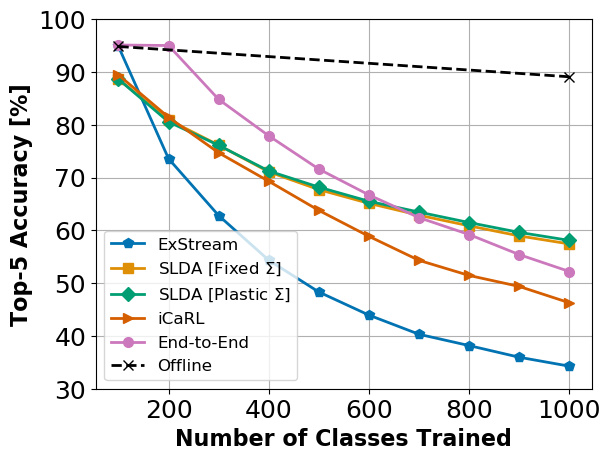 100
90
80
70
60
50
40
30
Top-5 Accuracy [%]
ExStream
SLDA [Fixed Σ]
SLDA [Plastic Σ]
iCaRL
End-to-End
Offline
200 400 600 800 1000
Number of Classes Trained